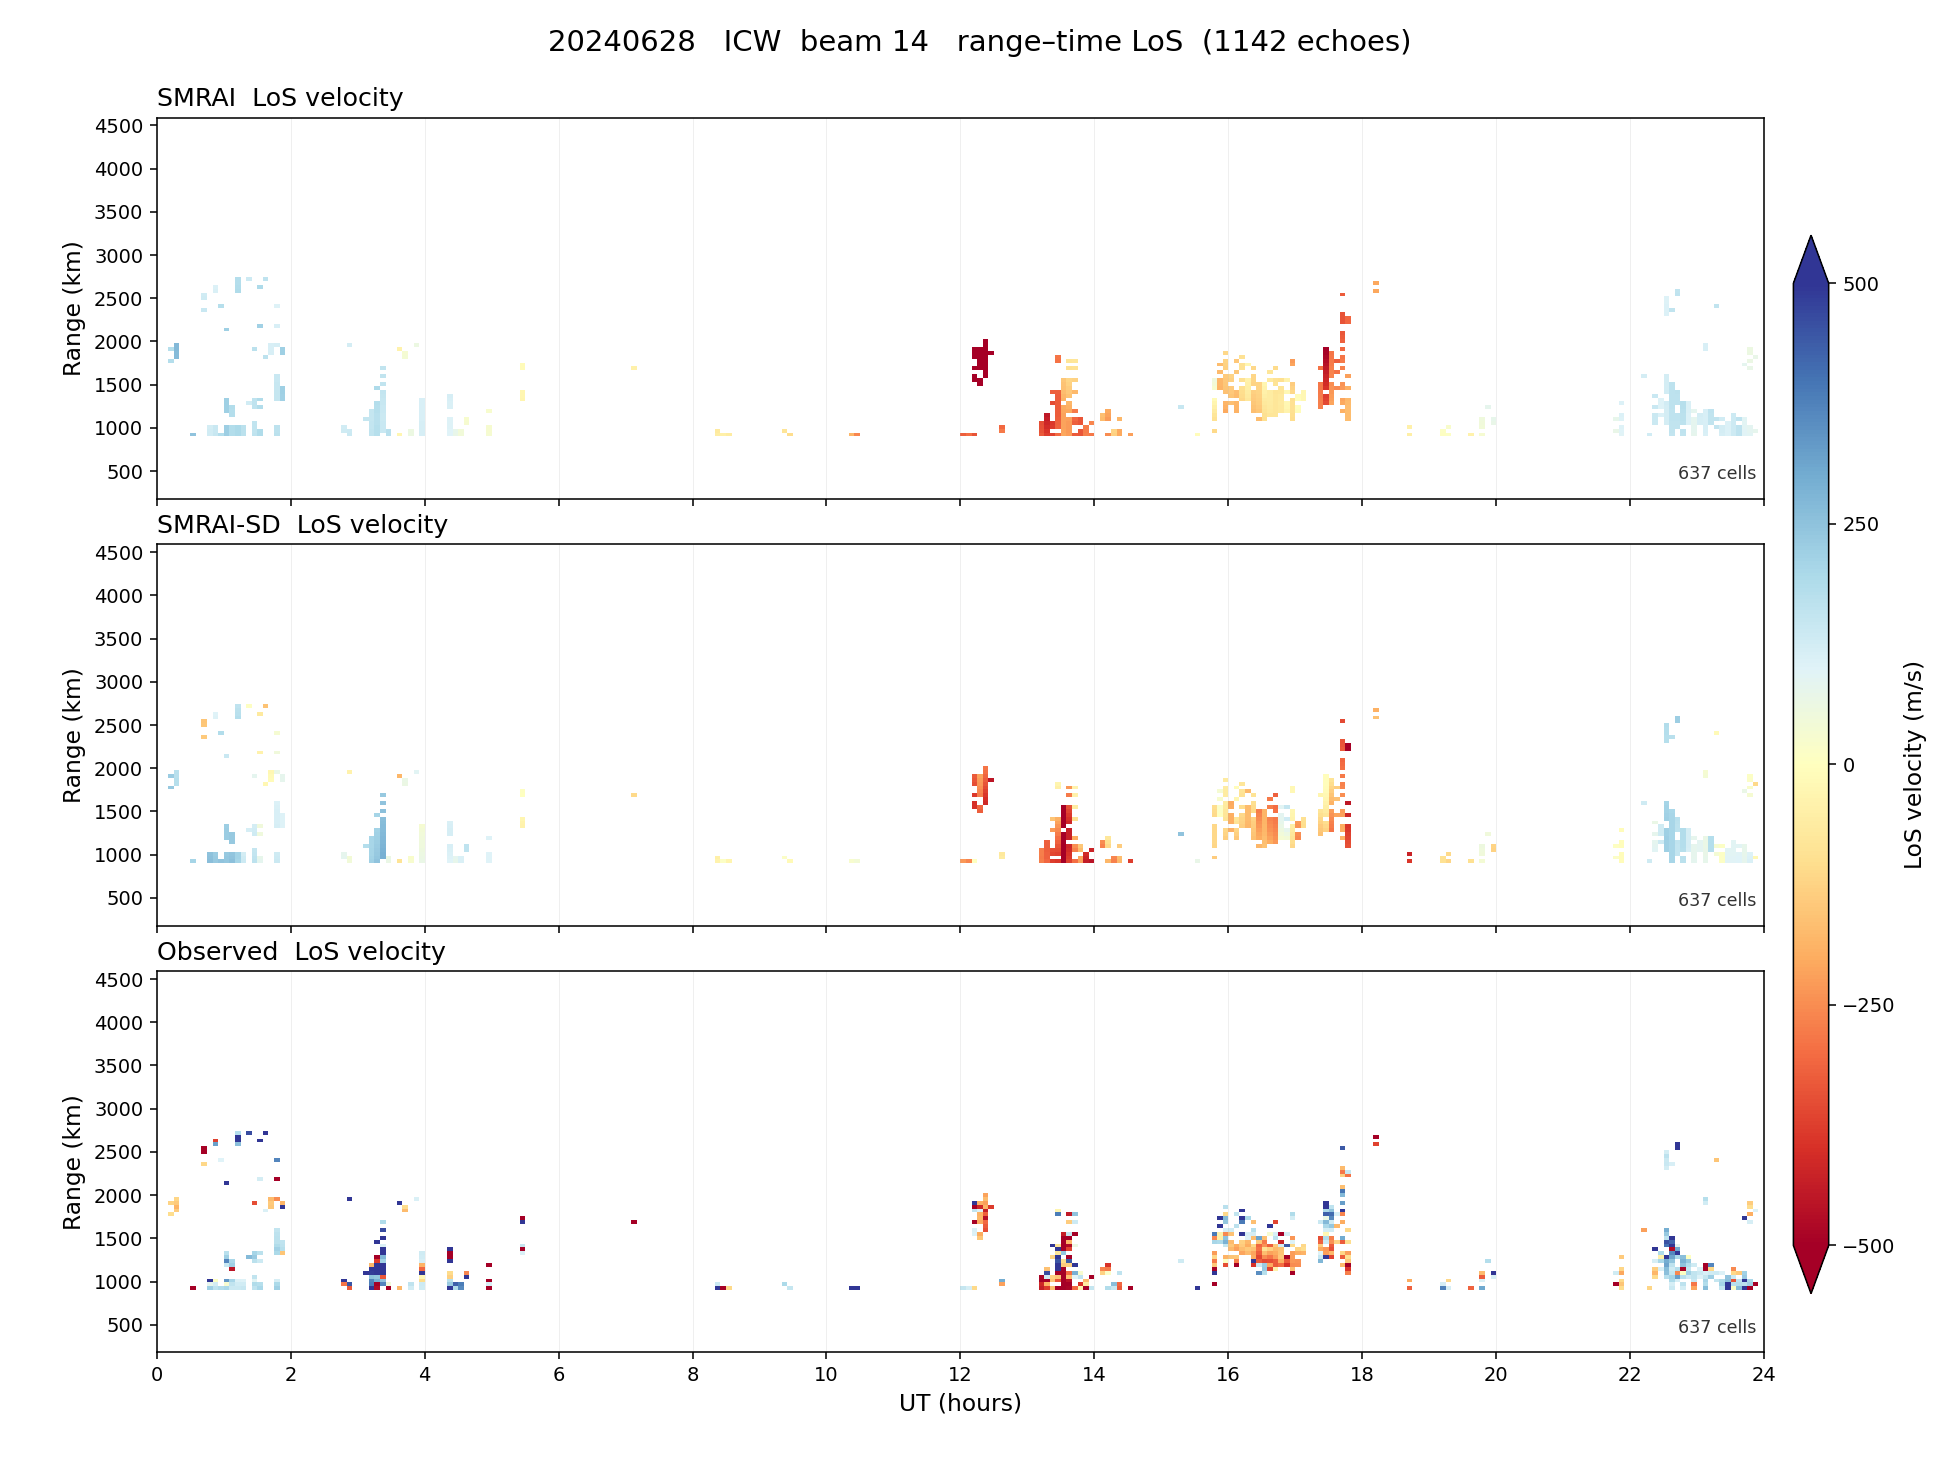 20240628   ICW  beam 14   range–time LoS  (1142 echoes)
SMRAI  LoS velocity
4500
4000
3500
3000
2500
2000
1500
1000
500
Range (km)
637 cells
SMRAI-SD  LoS velocity
4500
4000
3500
3000
2500
2000
1500
1000
500
Range (km)
637 cells
Observed  LoS velocity
4500
4000
3500
3000
2500
2000
1500
1000
500
Range (km)
637 cells
0 2 4 6 8 10 12 14 16 18 20 22 24
UT (hours)
500
250
0
−250
−500
LoS velocity (m/s)